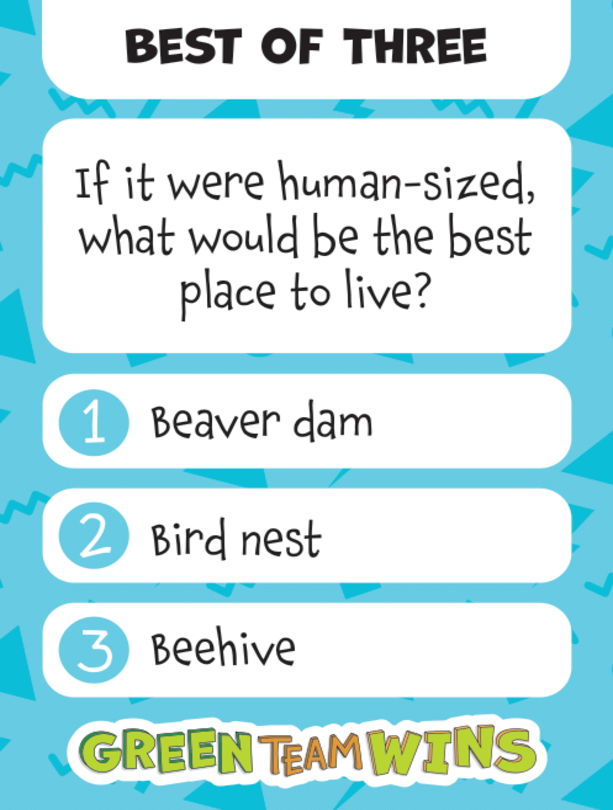 BEST OF THREE
If it were human-sized,
what would be the best
place to live?
1 Beaver dam
2 Bird nest
3 Beehive
GREEN TEAM WINS